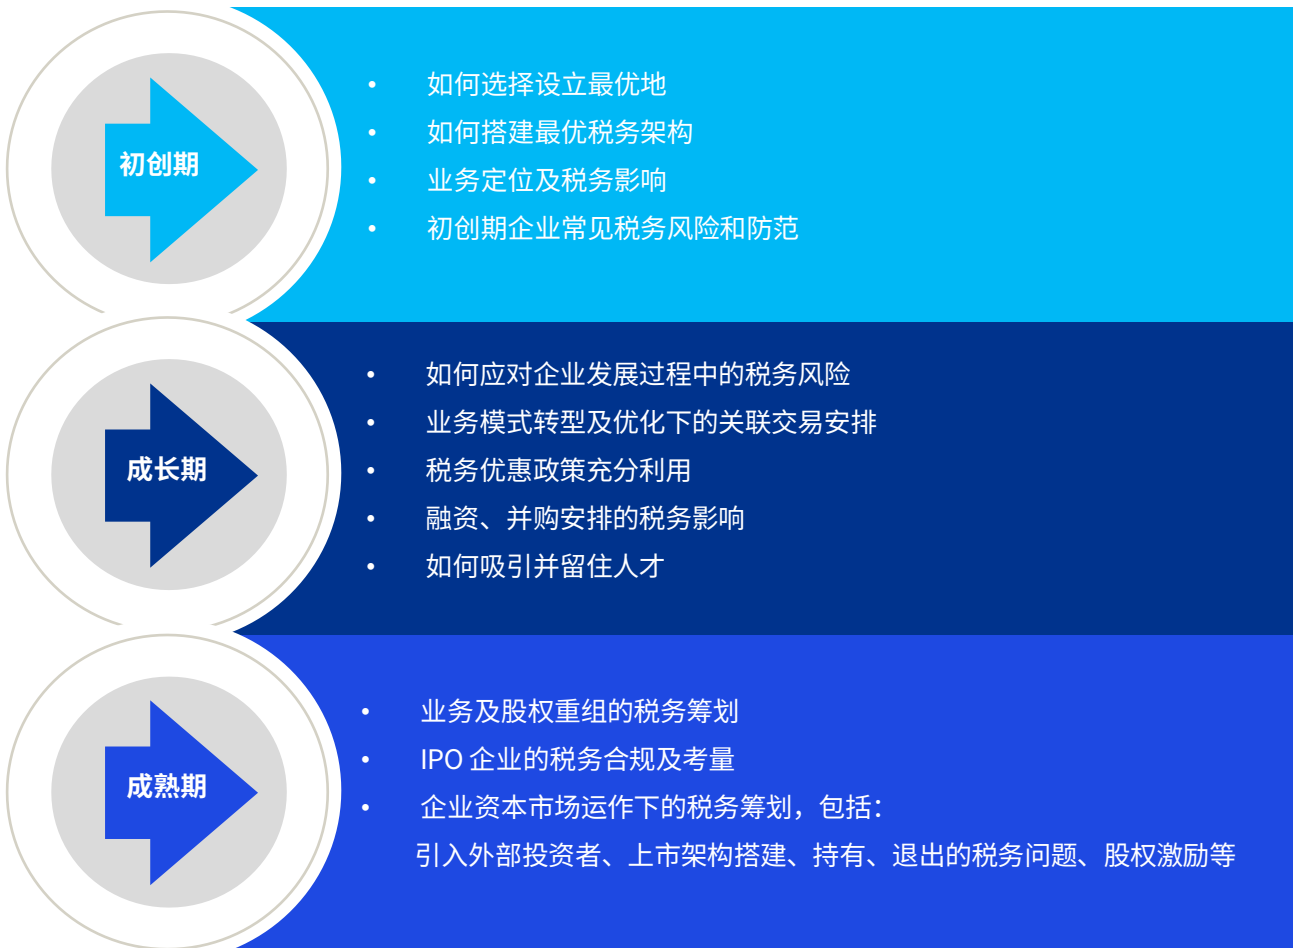 初创期
• 如何选择设立最优地
• 如何搭建最优税务架构
• 业务定位及税务影响
• 初创期企业常见税务风险和防范
成长期
• 如何应对企业发展过程中的税务风险
• 业务模式转型及优化下的关联交易安排
• 税务优惠政策充分利用
• 融资、并购安排的税务影响
• 如何吸引并留住人才
成熟期
• 业务及股权重组的税务筹划
• IPO 企业的税务合规及考量
• 企业资本市场运作下的税务筹划，包括：
引入外部投资者、上市架构搭建、持有、退出的税务问题、股权激励等